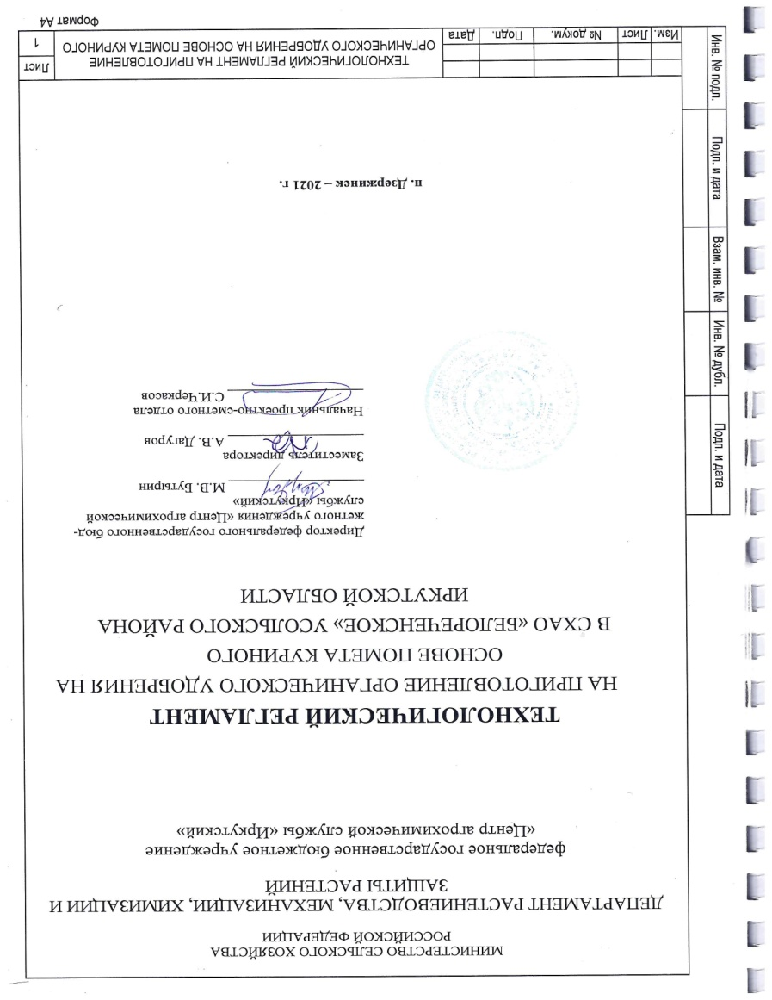 МИНИСТЕРСТВО СЕЛЬСКОГО ХОЗЯЙСТВА
РОССИЙСКОЙ ФЕДЕРАЦИИ
ДЕПАРТАМЕНТ РАСТЕНИЕВОДСТВА, МЕХАНИЗАЦИИ, ХИМИЗАЦИИ И
ЗАЩИТЫ РАСТЕНИЙ
федеральное государственное бюджетное учреждение
«Центр агрохимической службы «Иркутский»
ТЕХНОЛОГИЧЕСКИЙ РЕГЛАМЕНТ
НА ПРИГОТОВЛЕНИЕ ОРГАНИЧЕСКОГО УДОБРЕНИЯ НА
ОСНОВЕ ПОМЕТА КУРИНОГО
В СХАО «БЕЛОРЕЧЕНСКОЕ» УСОЛЬСКОГО РАЙОНА
ИРКУТСКОЙ ОБЛАСТИ
Директор федерального государственного бюд-
жетного учреждения «Центр агрохимической
службы «Иркутский»
М.В. Бутырин
Заместитель директора
А.В. Дагуров
Начальник проектно-сметного отдела
С.И.Черкасов
п. Дзержинск – 2021 г.
Подп. и дата
Инв. № дубл.
Взам. инв. №
Подп. и дата
Инв. № подп.
Изм. Лист № докум. Подп. Дата
ТЕХНОЛОГИЧЕСКИЙ РЕГЛАМЕНТ НА ПРИГОТОВЛЕНИЕ
ОРГАНИЧЕСКОГО УДОБРЕНИЯ НА ОСНОВЕ ПОМЕТА КУРИНОГО
Лист
1
Формат А4